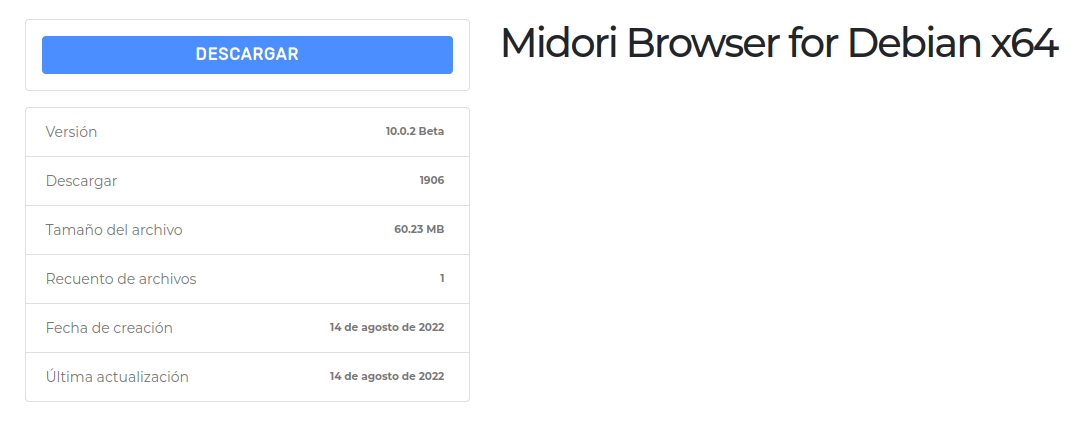 DESCARGAR
Midori Browser for Debian x64
Versión 10.0.2 Beta
Descargar 1906
Tamaño del archivo 60.23 MB
Recuento de archivos 1
Fecha de creación 14 de agosto de 2022
Última actualización 14 de agosto de 2022